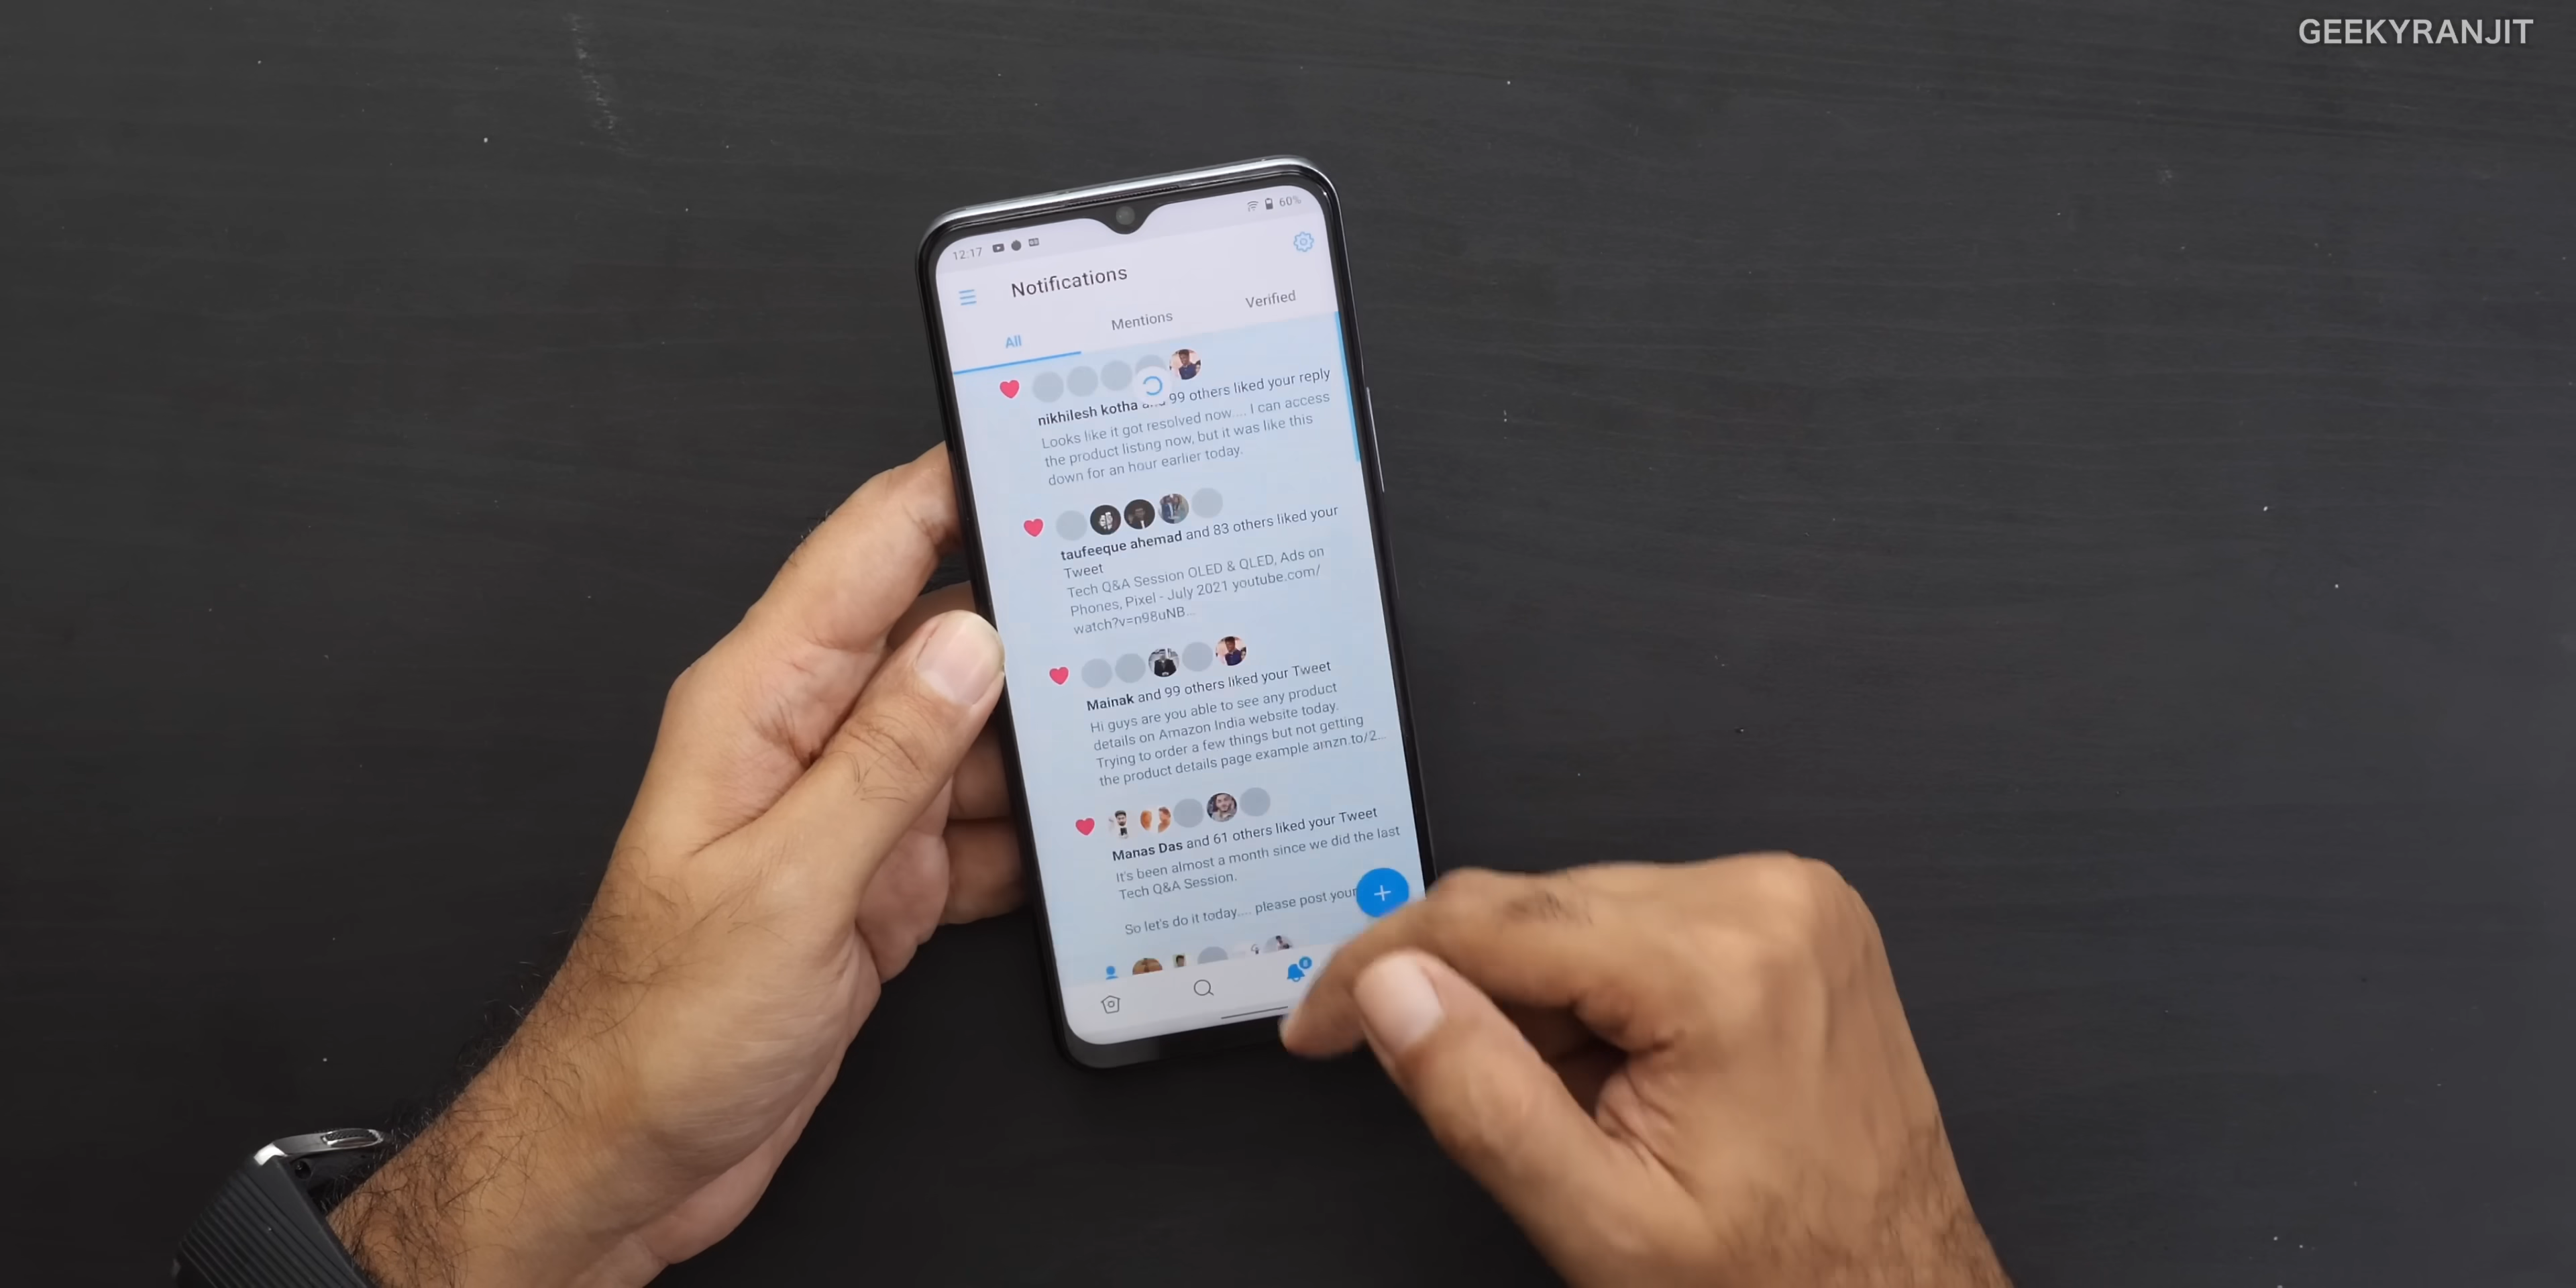 GEEKYRANJIT
12:17
60%
Notifications
All
Mentions
Verified
nikhilesh kotha 99 others liked your reply
Looks like it got resolved now.... I can access
the product listing now, but it was like this
down for an hour earlier today.
taufeeque ahemad and 83 others liked your
Tweet
Tech Q&A Session OLED & QLED, Ads on
Phones, Pixel - July 2021 youtube.com/
watch?v=n98uNB...
Mainak and 99 others liked your Tweet
Hi guys are you able to see any product
details on Amazon India website today.
Trying to order a few things but not getting
the product details page example amzn.to/2...
Manas Das and 61 others liked your Tweet
It's been almost a month since we did the last
Tech Q&A Session.
So let's do it today.... please post your